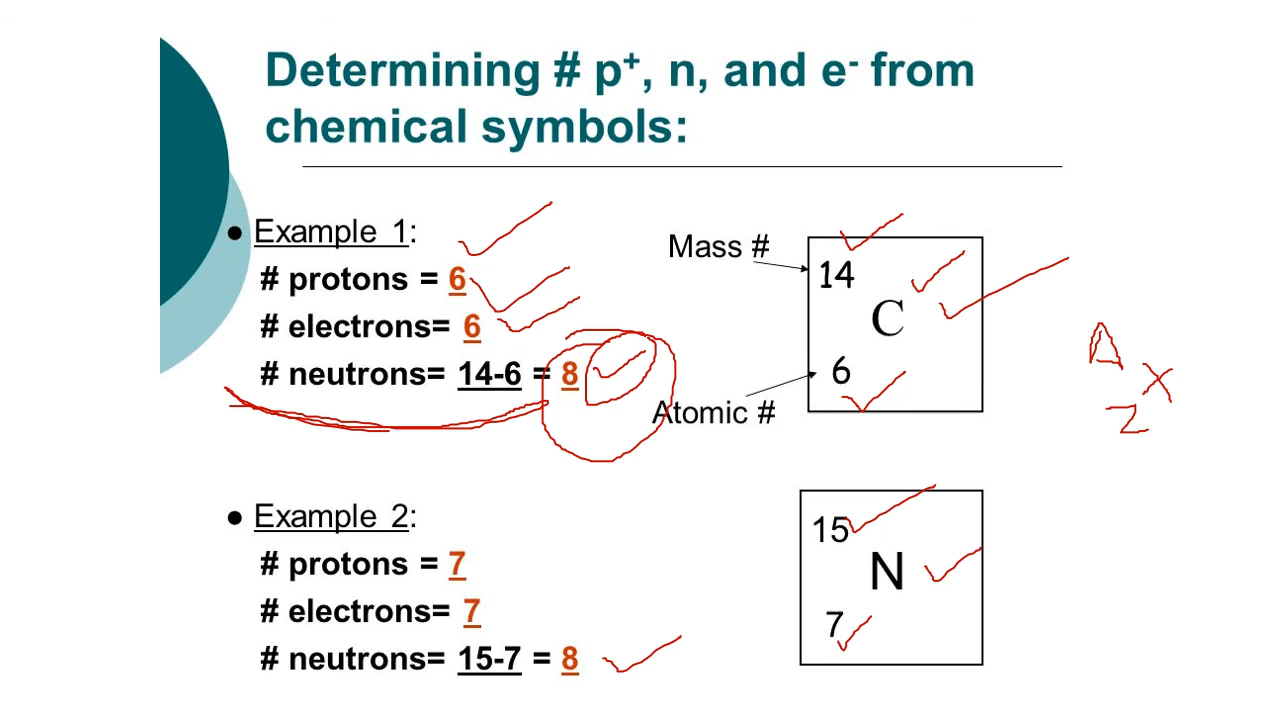 Determining # p⁺, n, and e⁻ from
chemical symbols:
● Example 1:
# protons = 6
# electrons= 6
# neutrons= 14-6 = 8
Mass #
14
C
6
Atomic #
A
X
Z
● Example 2:
# protons = 7
# electrons= 7
# neutrons= 15-7 = 8
15
N
7